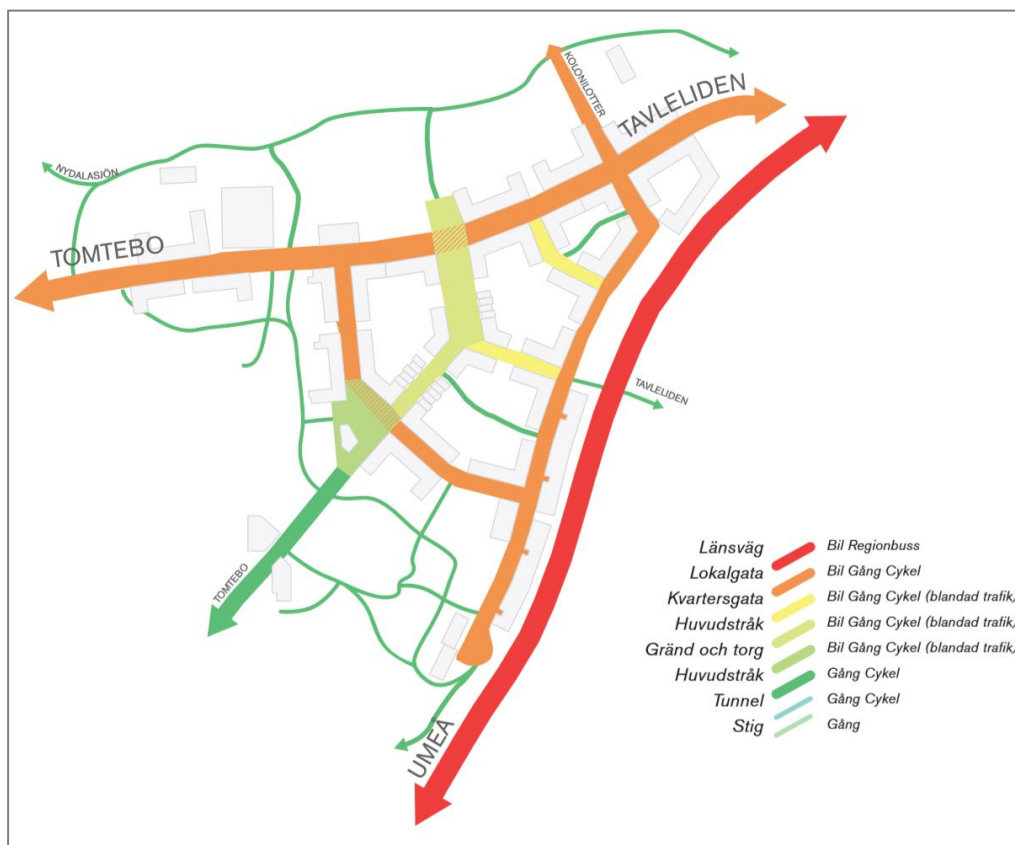 KOLONILOTTER
TAVLELIDEN
NYDALASJÖN
TOMTEBO
TAVLELIDEN
TOMTEBO
UMEÅ
Länsväg Bil Regionbuss
Lokalgata Bil Gång Cykel
Kvartersgata Bil Gång Cykel (blandad trafik)
Huvudstråk Bil Gång Cykel (blandad trafik)
Gränd och torg Bil Gång Cykel (blandad trafik)
Huvudstråk Gång Cykel
Tunnel Gång Cykel
Stig Gång